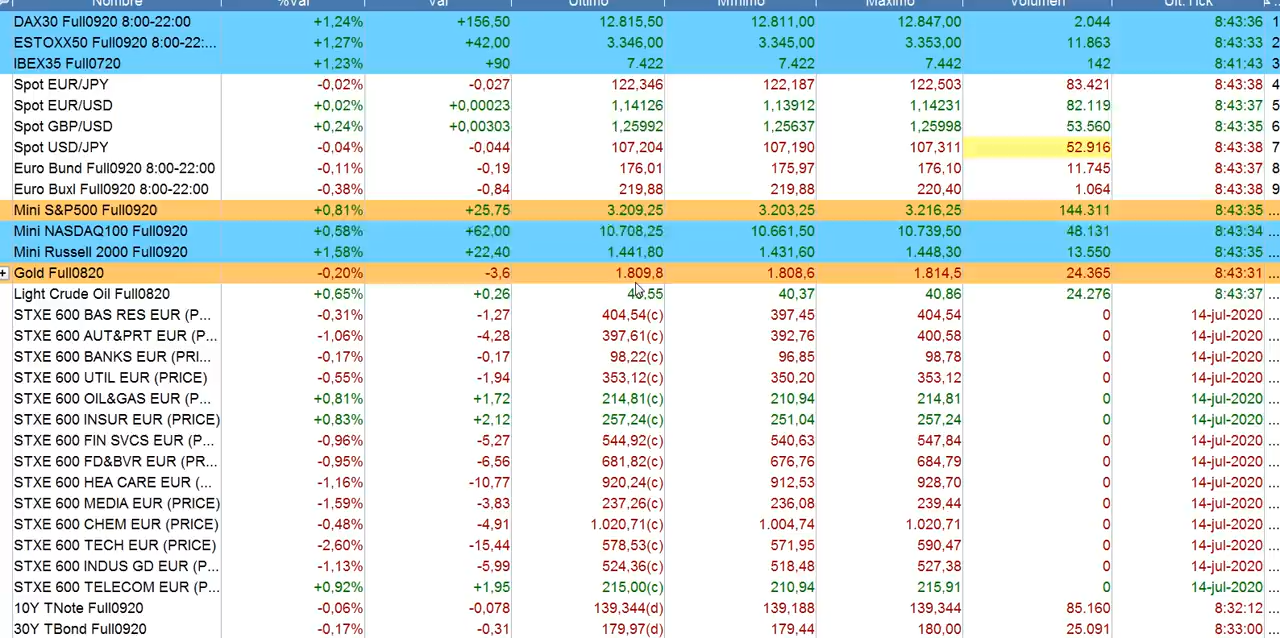 Nombre %Var Var Último Mínimo Máximo Volumen Últ.Tick
DAX30 Full0920 8:00-22:00 +1,24% +156,50 12.815,50 12.811,00 12.847,00 2.044 8:43:36 1
ESTOXX50 Full0920 8:00-22:... +1,27% +42,00 3.346,00 3.345,00 3.353,00 11.863 8:43:33 2
IBEX35 Full0720 +1,23% +90 7.422 7.422 7.442 142 8:41:43 3
Spot EUR/JPY -0,02% -0,027 122,346 122,187 122,503 83.421 8:43:38 4
Spot EUR/USD +0,02% +0,00023 1,14126 1,13912 1,14231 82.119 8:43:37 5
Spot GBP/USD +0,24% +0,00303 1,25992 1,25637 1,25998 53.560 8:43:35 6
Spot USD/JPY -0,04% -0,044 107,204 107,190 107,311 52.916 8:43:38 7
Euro Bund Full0920 8:00-22:00 -0,11% -0,19 176,01 175,97 176,10 11.745 8:43:37 8
Euro Buxl Full0920 8:00-22:00 -0,38% -0,84 219,88 219,88 220,40 1.064 8:43:38 9
Mini S&P500 Full0920 +0,81% +25,75 3.209,25 3.203,25 3.216,25 144.311 8:43:35 ...
Mini NASDAQ100 Full0920 +0,58% +62,00 10.708,25 10.661,50 10.739,50 48.131 8:43:34 ...
Mini Russell 2000 Full0920 +1,58% +22,40 1.441,80 1.431,60 1.448,30 13.550 8:43:35 ...
Gold Full0820 -0,20% -3,6 1.809,8 1.808,6 1.814,5 24.365 8:43:31 ...
Light Crude Oil Full0820 +0,65% +0,26 40,37 40,86 24.276 8:43:37 ...
STXE 600 BAS RES EUR (P... -0,31% -1,27 404,54(c) 397,45 404,54 0 14-jul-2020 ...
STXE 600 AUT&PRT EUR (P... -1,06% -4,28 397,61(c) 392,76 400,58 0 14-jul-2020 ...
STXE 600 BANKS EUR (PRI... -0,17% -0,17 98,22(c) 96,85 98,78 0 14-jul-2020 ...
STXE 600 UTIL EUR (PRICE) -0,55% -1,94 353,12(c) 350,20 353,12 0 14-jul-2020 ...
STXE 600 OIL&GAS EUR (P... +0,81% +1,72 214,81(c) 210,94 214,81 0 14-jul-2020 ...
STXE 600 INSUR EUR (PRICE) +0,83% +2,12 257,24(c) 251,04 257,24 0 14-jul-2020 ...
STXE 600 FIN SVCS EUR (P... -0,96% -5,27 544,92(c) 540,63 547,84 0 14-jul-2020 ...
STXE 600 FD&BVR EUR (PR... -0,95% -6,56 681,82(c) 676,76 684,79 0 14-jul-2020 ...
STXE 600 HEA CARE EUR (... -1,16% -10,77 920,24(c) 912,53 928,70 0 14-jul-2020 ...
STXE 600 MEDIA EUR (PRICE) -1,59% -3,83 237,26(c) 236,08 239,44 0 14-jul-2020 ...
STXE 600 CHEM EUR (PRICE) -0,48% -4,91 1.020,71(c) 1.004,74 1.020,71 0 14-jul-2020 ...
STXE 600 TECH EUR (PRICE) -2,60% -15,44 578,53(c) 571,95 590,47 0 14-jul-2020 ...
STXE 600 INDUS GD EUR (P... -1,13% -5,99 524,36(c) 518,48 527,38 0 14-jul-2020 ...
STXE 600 TELECOM EUR (P... +0,92% +1,95 215,00(c) 210,94 215,91 0 14-jul-2020 ...
10Y TNote Full0920 -0,06% -0,078 139,344(d) 139,188 139,344 85.160 8:32:12 ...
30Y TBond Full0920 -0,17% -0,31 179,97(d) 179,44 180,00 25.091 8:33:00 ...